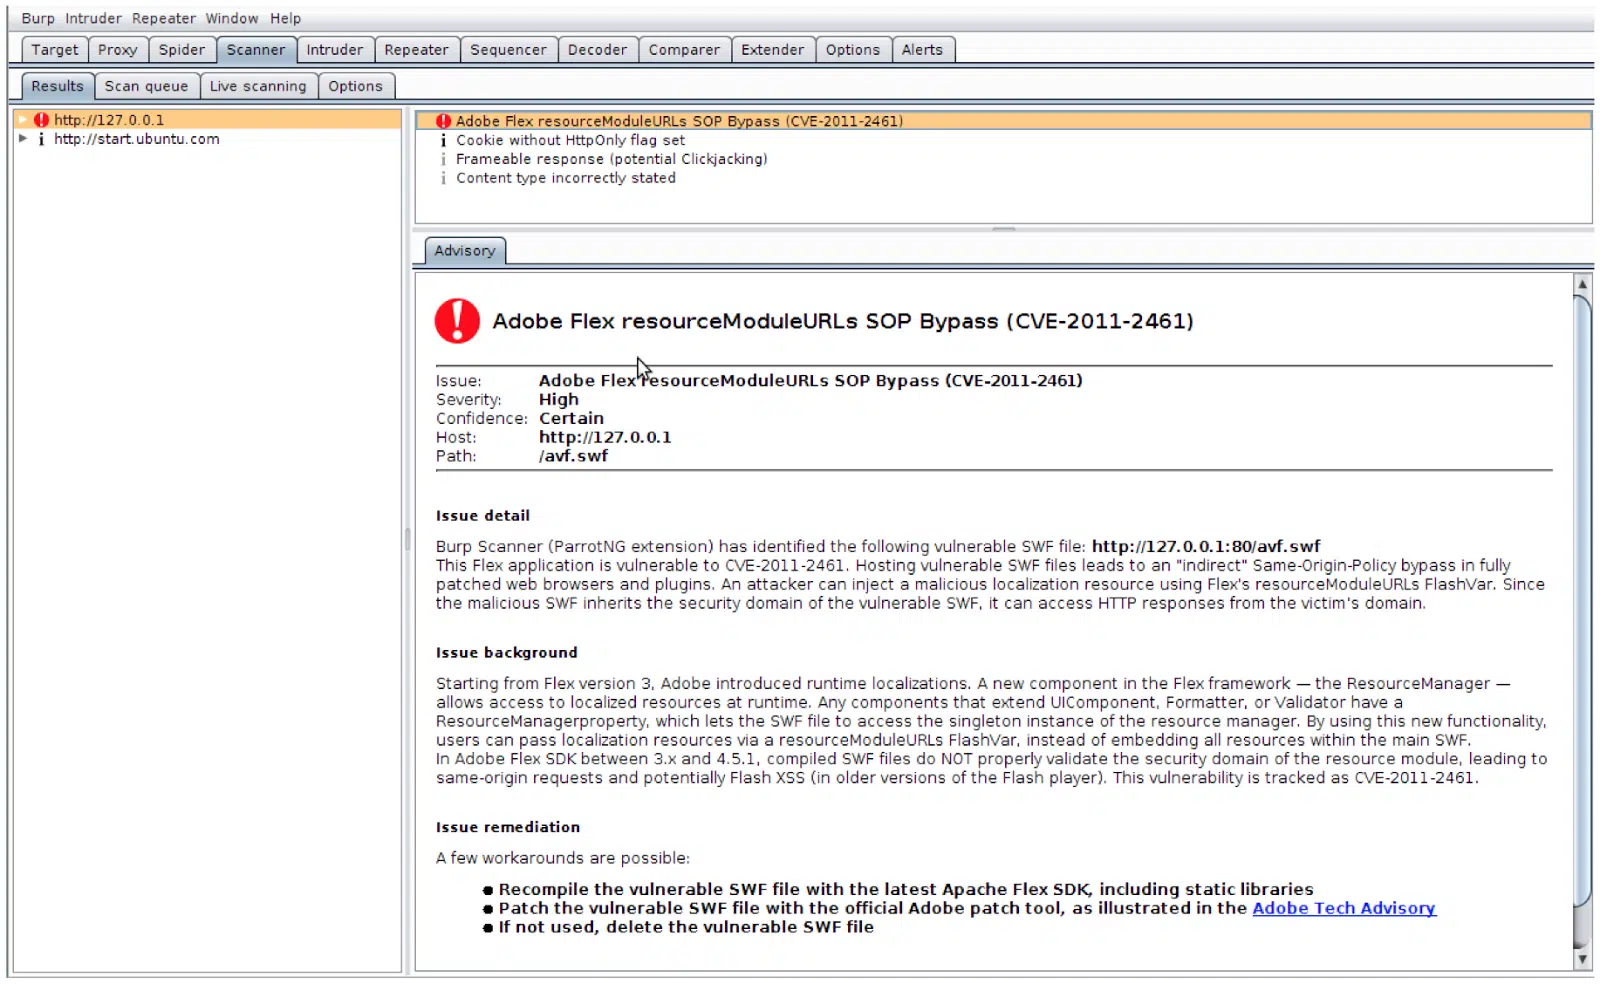 Burp Intruder Repeater Window Help
Target Proxy Spider Scanner Intruder Repeater Sequencer Decoder Comparer Extender Options Alerts
Results Scan queue Live scanning Options
http://127.0.0.1
http://start.ubuntu.com
Adobe Flex resourceModuleURLs SOP Bypass (CVE-2011-2461)
Cookie without HttpOnly flag set
Frameable response (potential Clickjacking)
Content type incorrectly stated
Advisory
Adobe Flex resourceModuleURLs SOP Bypass (CVE-2011-2461)
Issue: Adobe Flex resourceModuleURLs SOP Bypass (CVE-2011-2461)
Severity: High
Confidence: Certain
Host: http://127.0.0.1
Path: /avf.swf
Issue detail
Burp Scanner (ParrotNG extension) has identified the following vulnerable SWF file: http://127.0.0.1:80/avf.swf
This Flex application is vulnerable to CVE-2011-2461. Hosting vulnerable SWF files leads to an "indirect" Same-Origin-Policy bypass in fully
patched web browsers and plugins. An attacker can inject a malicious localization resource using Flex's resourceModuleURLs FlashVar. Since
the malicious SWF inherits the security domain of the vulnerable SWF, it can access HTTP responses from the victim's domain.
Issue background
Starting from Flex version 3, Adobe introduced runtime localizations. A new component in the Flex framework — the ResourceManager —
allows access to localized resources at runtime. Any components that extend UIComponent, Formatter, or Validator have a
ResourceManagerproperty, which lets the SWF file to access the singleton instance of the resource manager. By using this new functionality,
users can pass localization resources via a resourceModuleURLs FlashVar, instead of embedding all resources within the main SWF.
In Adobe Flex SDK between 3.x and 4.5.1, compiled SWF files do NOT properly validate the security domain of the resource module, leading to
same-origin requests and potentially Flash XSS (in older versions of the Flash player). This vulnerability is tracked as CVE-2011-2461.
Issue remediation
A few workarounds are possible:
● Recompile the vulnerable SWF file with the latest Apache Flex SDK, including static libraries
● Patch the vulnerable SWF file with the official Adobe patch tool, as illustrated in the Adobe Tech Advisory
● If not used, delete the vulnerable SWF file